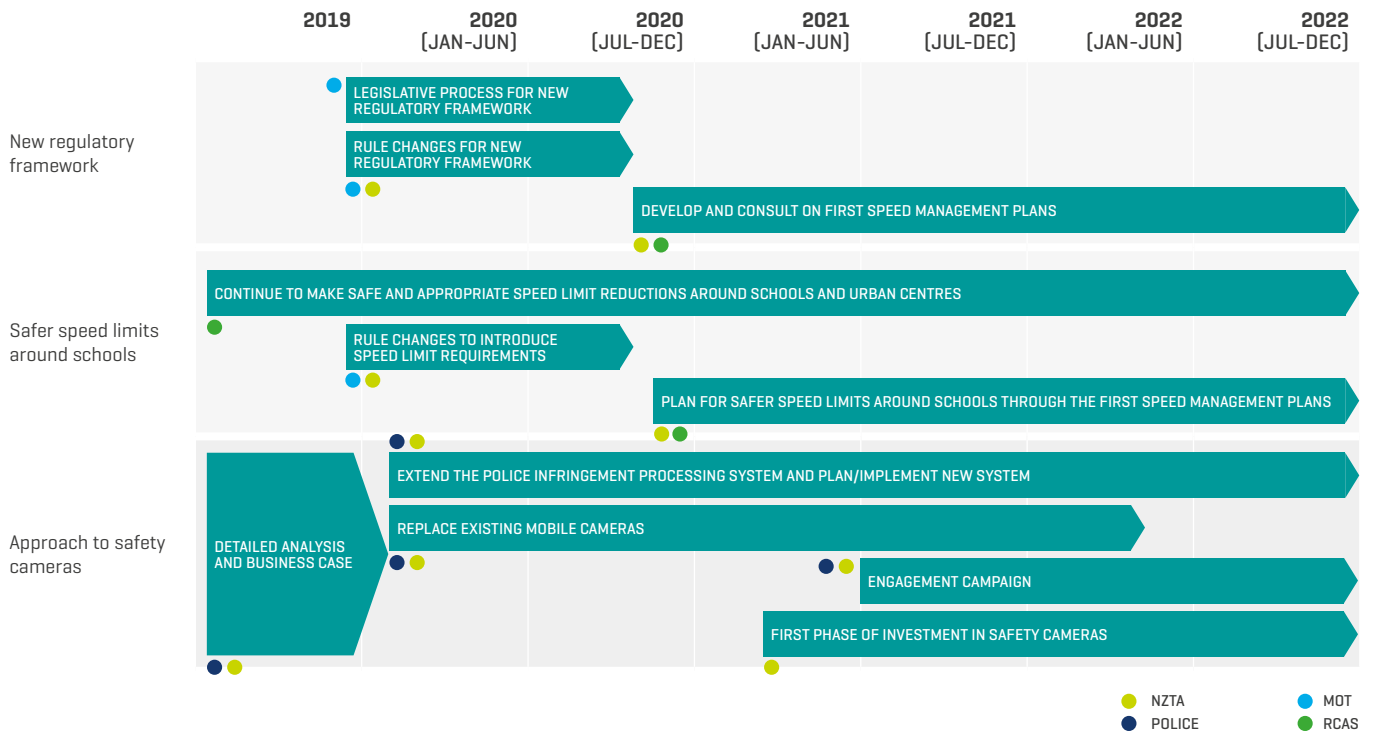 2019
2020
(JAN-JUN)
2020
(JUL-DEC)
2021
(JAN-JUN)
2021
(JUL-DEC)
2022
(JAN-JUN)
2022
(JUL-DEC)
New regulatory
framework
LEGISLATIVE PROCESS FOR NEW
REGULATORY FRAMEWORK
RULE CHANGES FOR NEW
REGULATORY FRAMEWORK
DEVELOP AND CONSULT ON FIRST SPEED MANAGEMENT PLANS
Safer speed limits
around schools
CONTINUE TO MAKE SAFE AND APPROPRIATE SPEED LIMIT REDUCTIONS AROUND SCHOOLS AND URBAN CENTRES
RULE CHANGES TO INTRODUCE
SPEED LIMIT REQUIREMENTS
PLAN FOR SAFER SPEED LIMITS AROUND SCHOOLS THROUGH THE FIRST SPEED MANAGEMENT PLANS
Approach to safety
cameras
DETAILED ANALYSIS
AND BUSINESS CASE
EXTEND THE POLICE INFRINGEMENT PROCESSING SYSTEM AND PLAN/IMPLEMENT NEW SYSTEM
REPLACE EXISTING MOBILE CAMERAS
ENGAGEMENT CAMPAIGN
FIRST PHASE OF INVESTMENT IN SAFETY CAMERAS
NZTA
POLICE
MOT
RCAS